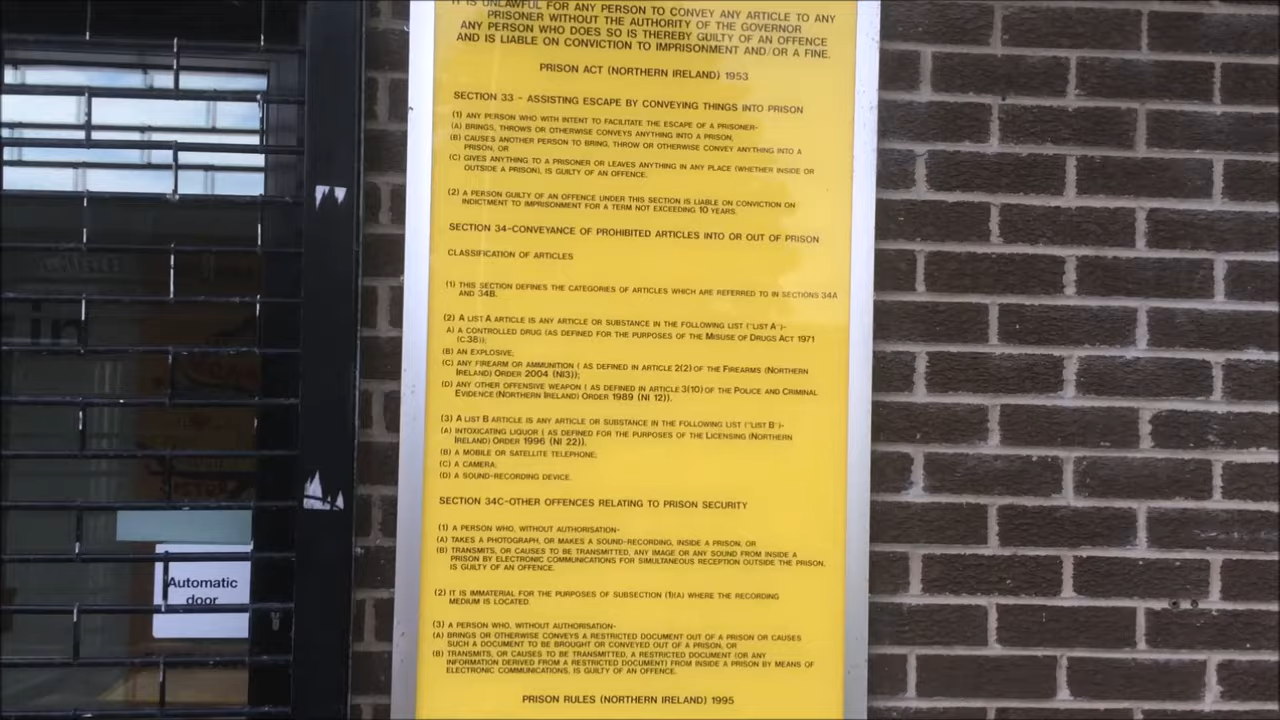 IT IS UNLAWFUL FOR ANY PERSON TO CONVEY ANY ARTICLE TO ANY
PRISONER WITHOUT THE AUTHORITY OF THE GOVERNOR
ANY PERSON WHO DOES SO IS THEREBY GUILTY OF AN OFFENCE
AND IS LIABLE ON CONVICTION TO IMPRISONMENT AND/OR A FINE.
PRISON ACT (NORTHERN IRELAND) 1953
SECTION 33 - ASSISTING ESCAPE BY CONVEYING THINGS INTO PRISON
(1) ANY PERSON WHO WITH INTENT TO FACILITATE THE ESCAPE OF A PRISONER-
(A) BRINGS, THROWS OR OTHERWISE CONVEYS ANYTHING INTO A PRISON,
(B) CAUSES ANOTHER PERSON TO BRING, THROW OR OTHERWISE CONVEY ANYTHING INTO A
PRISON, OR
(C) GIVES ANYTHING TO A PRISONER OR LEAVES ANYTHING IN ANY PLACE (WHETHER INSIDE OR
OUTSIDE A PRISON), IS GUILTY OF AN OFFENCE.
(2) A PERSON GUILTY OF AN OFFENCE UNDER THIS SECTION IS LIABLE ON CONVICTION ON
INDICTMENT TO IMPRISONMENT FOR A TERM NOT EXCEEDING 10 YEARS.
SECTION 34-CONVEYANCE OF PROHIBITED ARTICLES INTO OR OUT OF PRISON
CLASSIFICATION OF ARTICLES
(1) THIS SECTION DEFINES THE CATEGORIES OF ARTICLES WHICH ARE REFERRED TO IN SECTIONS 34A
AND 34B.
(2) A LIST A ARTICLE IS ANY ARTICLE OR SUBSTANCE IN THE FOLLOWING LIST ("LIST A")-
A) A CONTROLLED DRUG (AS DEFINED FOR THE PURPOSES OF THE MISUSE OF DRUGS ACT 1971
(C.38));
(B) AN EXPLOSIVE;
(C) ANY FIREARM OR AMMUNITION ( AS DEFINED IN ARTICLE 2(2) OF THE FIREARMS (NORTHERN
IRELAND) ORDER 2004 (NI3));
(D) ANY OTHER OFFENSIVE WEAPON ( AS DEFINED IN ARTICLE 3(10) OF THE POLICE AND CRIMINAL
EVIDENCE (NORTHERN IRELAND) ORDER 1989 (NI 12)).
(3) A LIST B ARTICLE IS ANY ARTICLE OR SUBSTANCE IN THE FOLLOWING LIST ("LIST B")-
(A) INTOXICATING LIQUOR ( AS DEFINED FOR THE PURPOSES OF THE LICENSING (NORTHERN
IRELAND) ORDER 1996 (NI 22)).
(B) A MOBILE OR SATELLITE TELEPHONE;
(C) A CAMERA;
(D) A SOUND-RECORDING DEVICE.
SECTION 34C-OTHER OFFENCES RELATING TO PRISON SECURITY
(1) A PERSON WHO, WITHOUT AUTHORISATION-
(A) TAKES A PHOTOGRAPH, OR MAKES A SOUND-RECORDING, INSIDE A PRISON, OR
(B) TRANSMITS, OR CAUSES TO BE TRANSMITTED, ANY IMAGE OR ANY SOUND FROM INSIDE A
PRISON BY ELECTRONIC COMMUNICATIONS FOR SIMULTANEOUS RECEPTION OUTSIDE THE PRISON,
IS GUILTY OF AN OFFENCE.
(2) IT IS IMMATERIAL FOR THE PURPOSES OF SUBSECTION (1)(A) WHERE THE RECORDING
MEDIUM IS LOCATED.
(3) A PERSON WHO, WITHOUT AUTHORISATION-
(A) BRINGS OR OTHERWISE CONVEYS A RESTRICTED DOCUMENT OUT OF A PRISON OR CAUSES
SUCH A DOCUMENT TO BE BROUGHT OR CONVEYED OUT OF A PRISON, OR
(B) TRANSMITS, OR CAUSES TO BE TRANSMITTED, A RESTRICTED DOCUMENT (OR ANY
INFORMATION DERIVED FROM A RESTRICTED DOCUMENT) FROM INSIDE A PRISON BY MEANS OF
ELECTRONIC COMMUNICATIONS, IS GUILTY OF AN OFFENCE.
PRISON RULES (NORTHERN IRELAND) 1995
Automatic
door